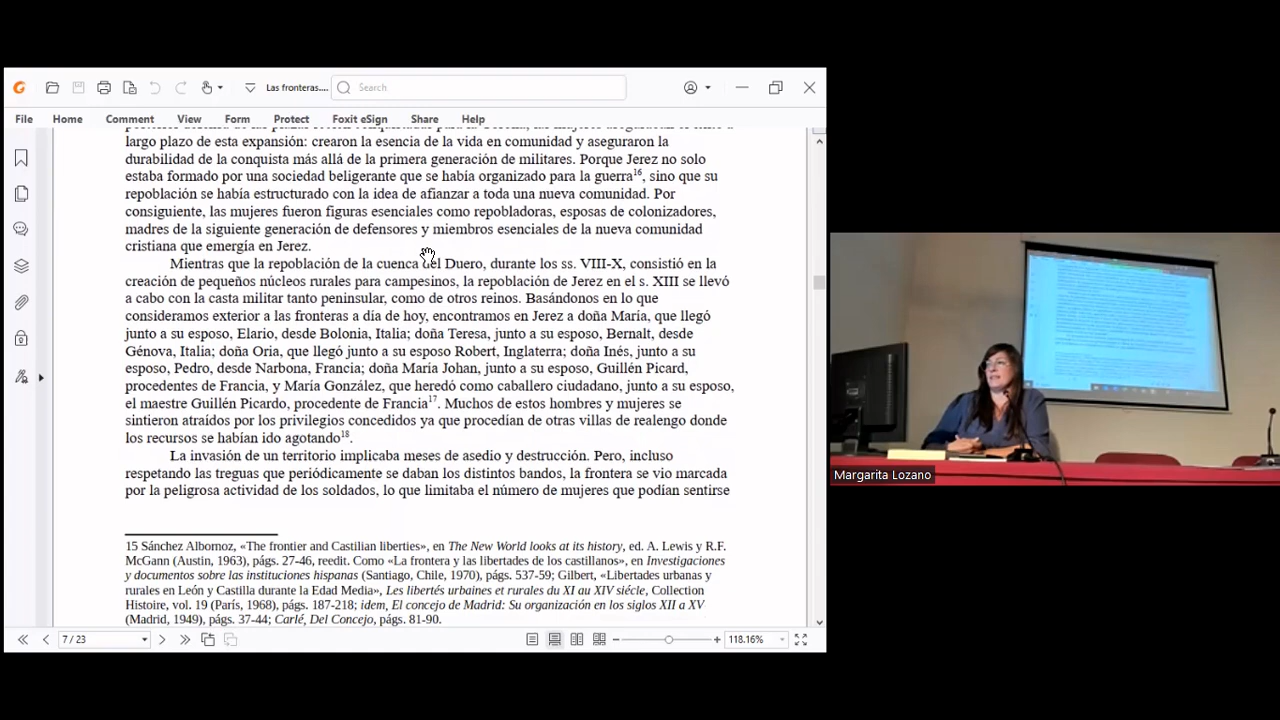 Las fronteras....
Search
File Home Comment View Form Protect Foxit eSign Share Help
largo plazo de esta expansión: crearon la esencia de la vida en comunidad y aseguraron la
durabilidad de la conquista más allá de la primera generación de militares. Porque Jerez no solo
estaba formado por una sociedad beligerante que se había organizado para la guerra16, sino que su
repoblación se había estructurado con la idea de afianzar a toda una nueva comunidad. Por
consiguiente, las mujeres fueron figuras esenciales como repobladoras, esposas de colonizadores,
madres de la siguiente generación de defensores y miembros esenciales de la nueva comunidad
cristiana que emergía en Jerez.
Mientras que la repoblación de la cuenca del Duero, durante los ss. VIII-X, consistió en la
creación de pequeños núcleos rurales para campesinos, la repoblación de Jerez en el s. XIII se llevó
a cabo con la casta militar tanto peninsular, como de otros reinos. Basándonos en lo que
consideramos exterior a las fronteras a día de hoy, encontramos en Jerez a doña María, que llegó
junto a su esposo, Elario, desde Bolonia, Italia; doña Teresa, junto a su esposo, Bernalt, desde
Génova, Italia; doña Oria, que llegó junto a su esposo Robert, Inglaterra; doña Inés, junto a su
esposo, Pedro, desde Narbona, Francia; doña María Johan, junto a su esposo, Guillén Picard,
procedentes de Francia, y María González, que heredó como caballero ciudadano, junto a su esposo,
el maestre Guillén Picardo, procedente de Francia17. Muchos de estos hombres y mujeres se
sintieron atraídos por los privilegios concedidos ya que procedían de otras villas de realengo donde
los recursos se habían ido agotando18.
La invasión de un territorio implicaba meses de asedio y destrucción. Pero, incluso
respetando las treguas que periódicamente se daban los distintos bandos, la frontera se vio marcada
por la peligrosa actividad de los soldados, lo que limitaba el número de mujeres que podían sentirse
15 Sánchez Albornoz, «The frontier and Castilian liberties», en The New World looks at its history, ed. A. Lewis y R.F.
McGann (Austin, 1963), págs. 27-46, reedit. Como «La frontera y las libertades de los castillanos», en Investigaciones
y documentos sobre las instituciones hispanas (Santiago, Chile, 1970), págs. 537-59; Gilbert, «Libertades urbanas y
rurales en León y Castilla durante la Edad Media», Les libertés urbaines et rurales du XI au XIV siécle, Collection
Histoire, vol. 19 (París, 1968), págs. 187-218; idem, El concejo de Madrid: Su organización en los siglos XII a XV
(Madrid, 1949), págs. 37-44; Carlé, Del Concejo, págs. 81-90.
7 / 23
118.16%
Margarita Lozano